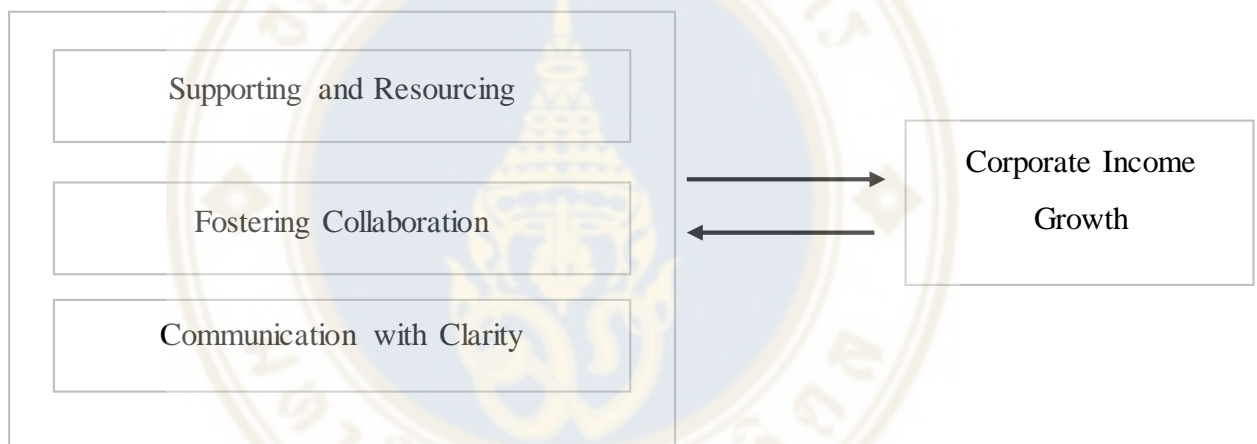 Supporting and Resourcing
Corporate Income
Growth
Fostering Collaboration
Communication with Clarity